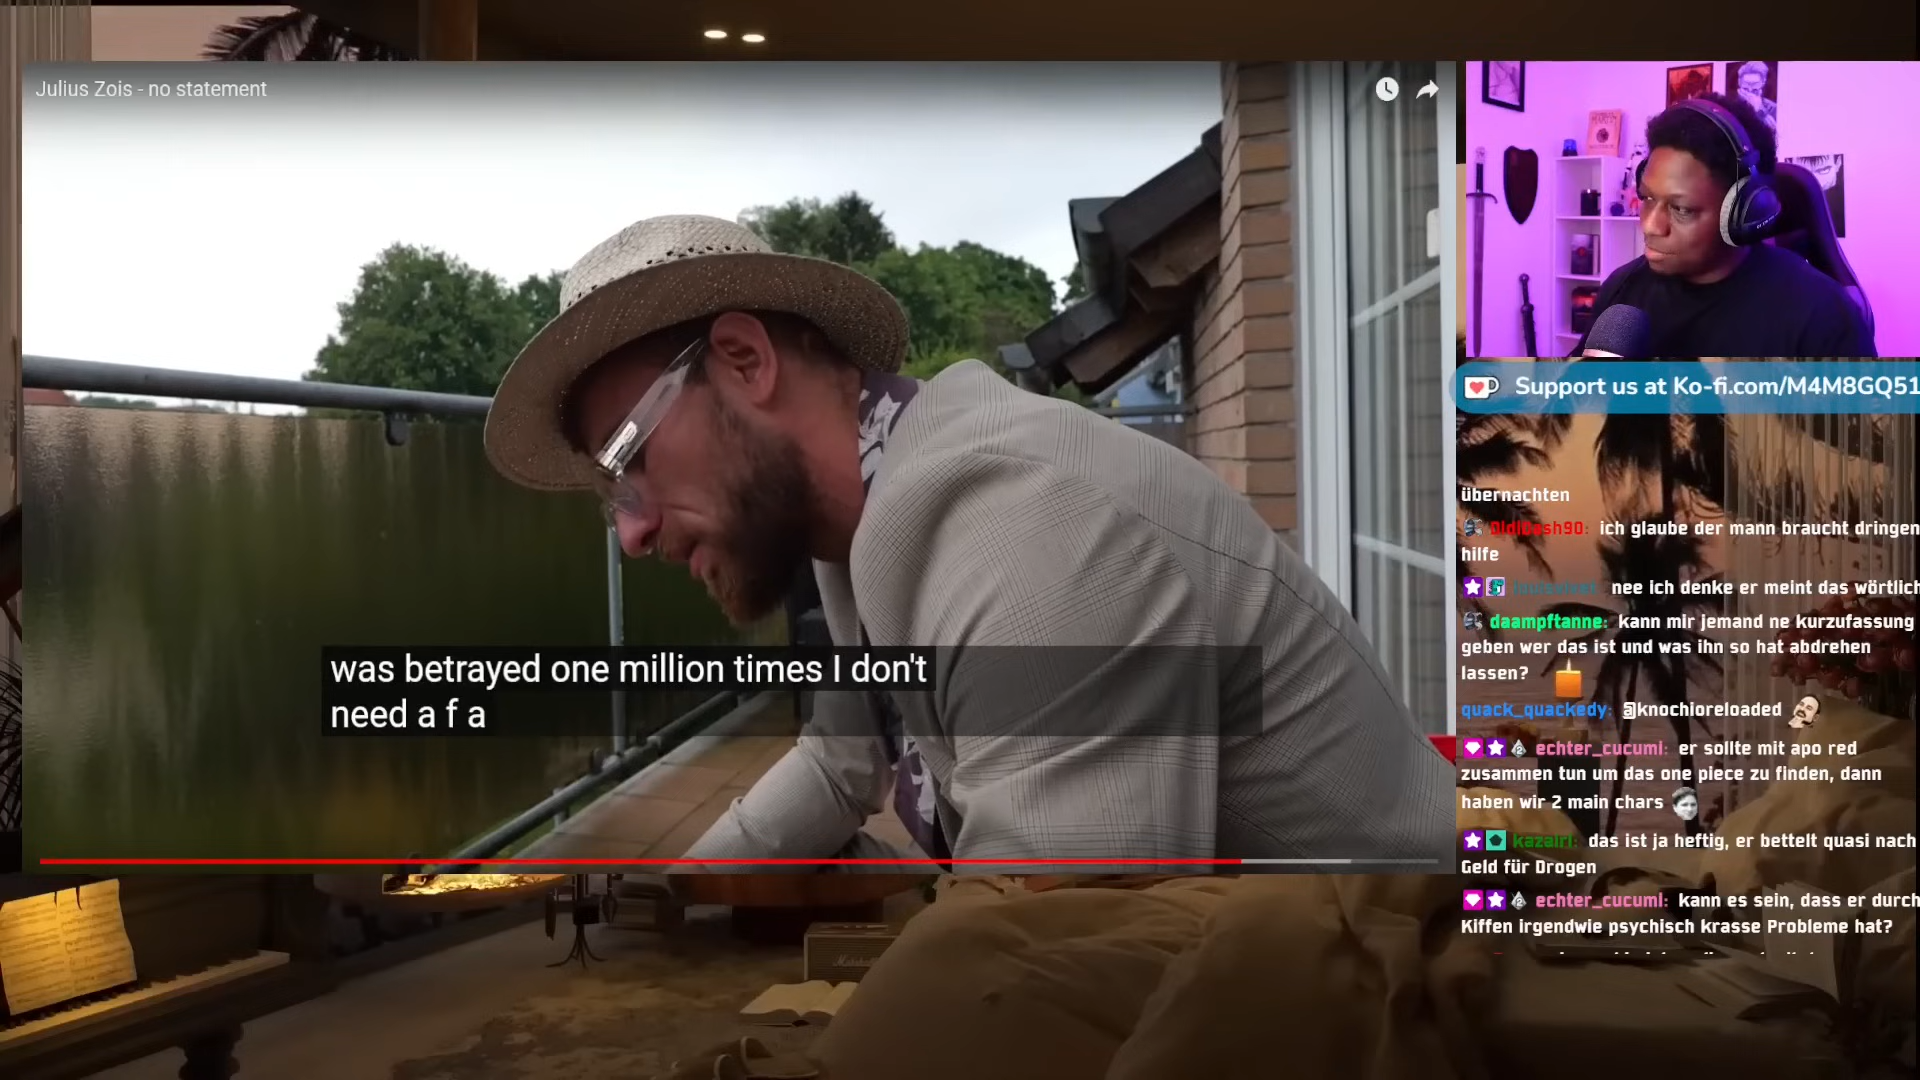 Julius Zois - no statement
was betrayed one million times I don't
need a f a
Support us at Ko-fi.com/M4M8GQ51
übernachten
OldCash90: ich glaube der mann braucht dringen
hilfe
nee ich denke er meint das wörtlich
daampftanne: kann mir jemand ne kurzufassung
geben wer das ist und was ihn so hat abdrehen
lassen?
quack_quackedy: @knochioreloaded
echter_cucumi: er sollte mit apo red
zusammen tun um das one piece zu finden, dann
haben wir 2 main chars
kazairi: das ist ja heftig, er bettelt quasi nach
Geld für Drogen
echter_cucumi: kann es sein, dass er durch
Kiffen irgendwie psychisch krasse Probleme hat?
Marshall